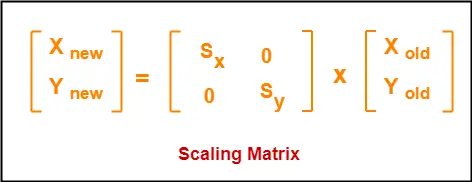 X new = Sx 0 x X old
Y new 0 Sy Y old
Scaling Matrix